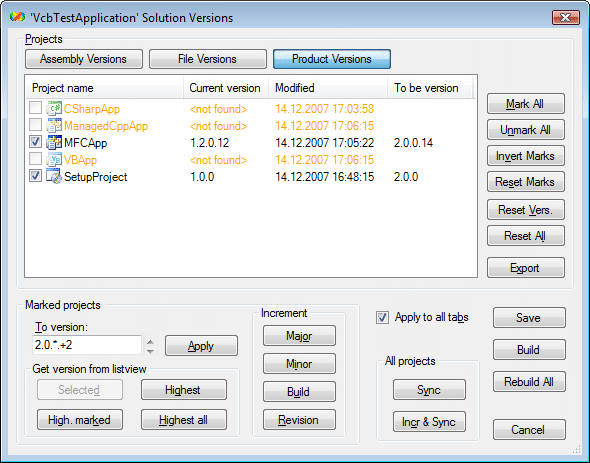 'VcbTestApplication' Solution Versions
Projects
Assembly Versions File Versions Product Versions
Project name Current version Modified To be version
CSharpApp <not found> 14.12.2007 17:03:58
ManagedCppApp <not found> 14.12.2007 17:06:15
MFCApp 1.2.0.12 14.12.2007 17:05:22 2.0.0.14
VBApp <not found> 14.12.2007 17:06:15
SetupProject 1.0.0 14.12.2007 16:48:15 2.0.0
Mark All
Unmark All
Invert Marks
Reset Marks
Reset Vers.
Reset All
Export
Marked projects
To version:
2.0.*.+2
Apply
Get version from listview
Selected Highest
High. marked Highest all
Increment
Major
Minor
Build
Revision
Apply to all tabs
All projects
Sync
Incr & Sync
Save
Build
Rebuild All
Cancel